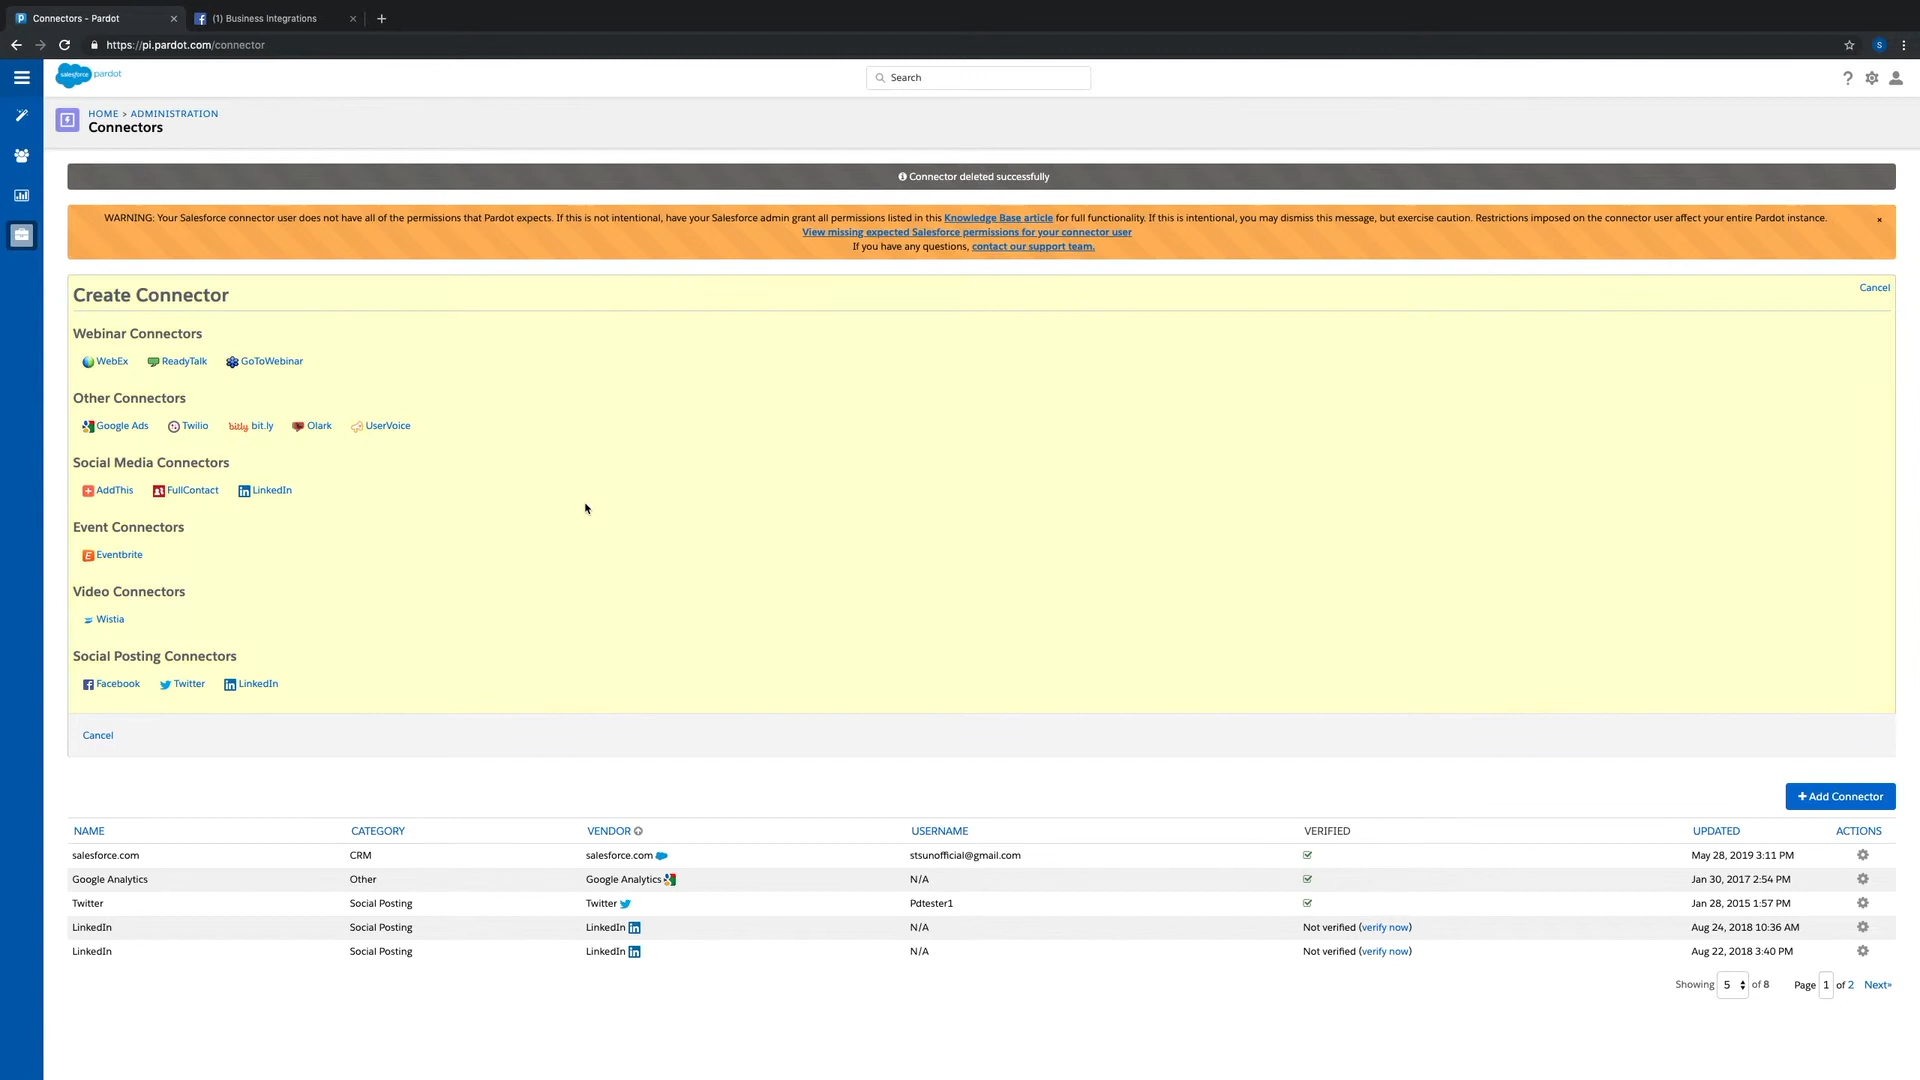 Connectors - Pardot
(1) Business Integrations
https://pi.pardot.com/connector
S
salesforce pardot
Search
HOME > ADMINISTRATION
Connectors
Connector deleted successfully
WARNING: Your Salesforce connector user does not have all of the permissions that Pardot expects. If this is not intentional, have your Salesforce admin grant all permissions listed in this Knowledge Base article for full functionality. If this is intentional, you may dismiss this message, but exercise caution. Restrictions imposed on the connector user affect your entire Pardot instance.
View missing expected Salesforce permissions for your connector user
If you have any questions, contact our support team.
Create Connector
Cancel
Webinar Connectors
WebEx ReadyTalk GoToWebinar
Other Connectors
Google Ads Twilio bitly bit.ly Olark UserVoice
Social Media Connectors
AddThis FullContact LinkedIn
Event Connectors
Eventbrite
Video Connectors
Wistia
Social Posting Connectors
Facebook Twitter LinkedIn
Cancel
+ Add Connector
NAME CATEGORY VENDOR USERNAME VERIFIED UPDATED ACTIONS
salesforce.com CRM salesforce.com stsunofficial@gmail.com May 28, 2019 3:11 PM
Google Analytics Other Google Analytics N/A Jan 30, 2017 2:54 PM
Twitter Social Posting Twitter Pdtester1 Jan 28, 2015 1:57 PM
LinkedIn Social Posting LinkedIn N/A Not verified (verify now) Aug 24, 2018 10:36 AM
LinkedIn Social Posting LinkedIn N/A Not verified (verify now) Aug 22, 2018 3:40 PM
Showing 5 of 8 Page 1 of 2 Next»